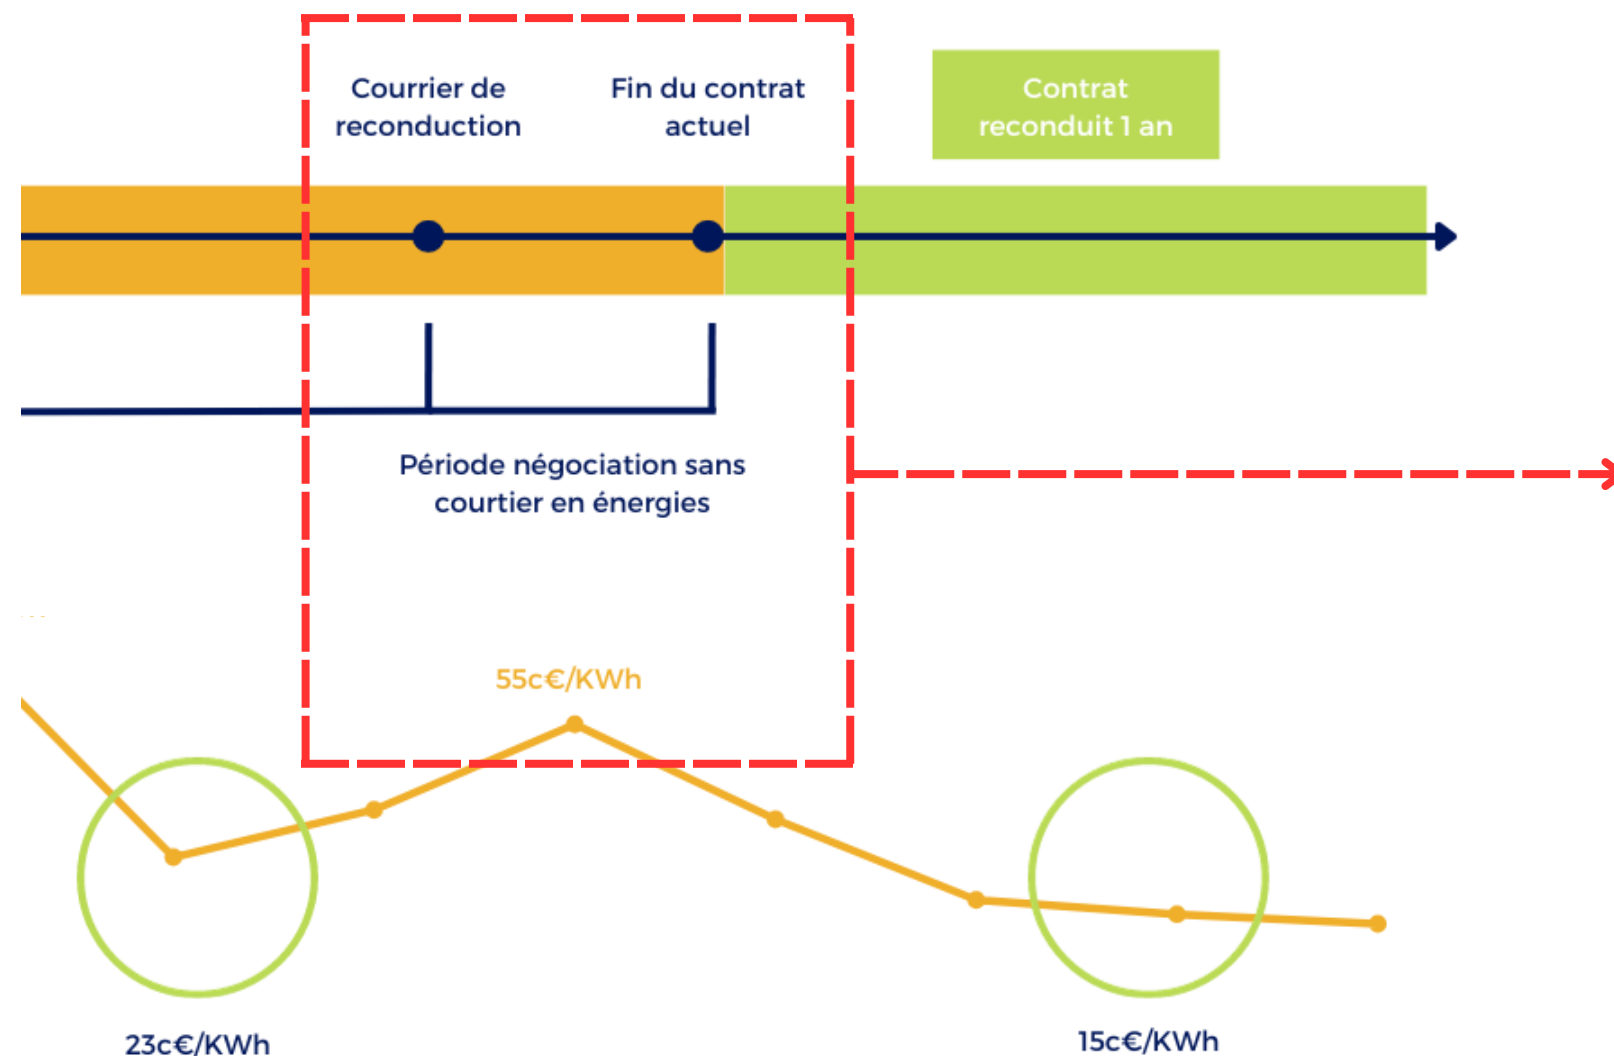 Courrier de
reconduction
Fin du contrat
actuel
Contrat
reconduit 1 an
Période négociation sans
courtier en énergies
55c€/KWh
23c€/KWh
15c€/KWh